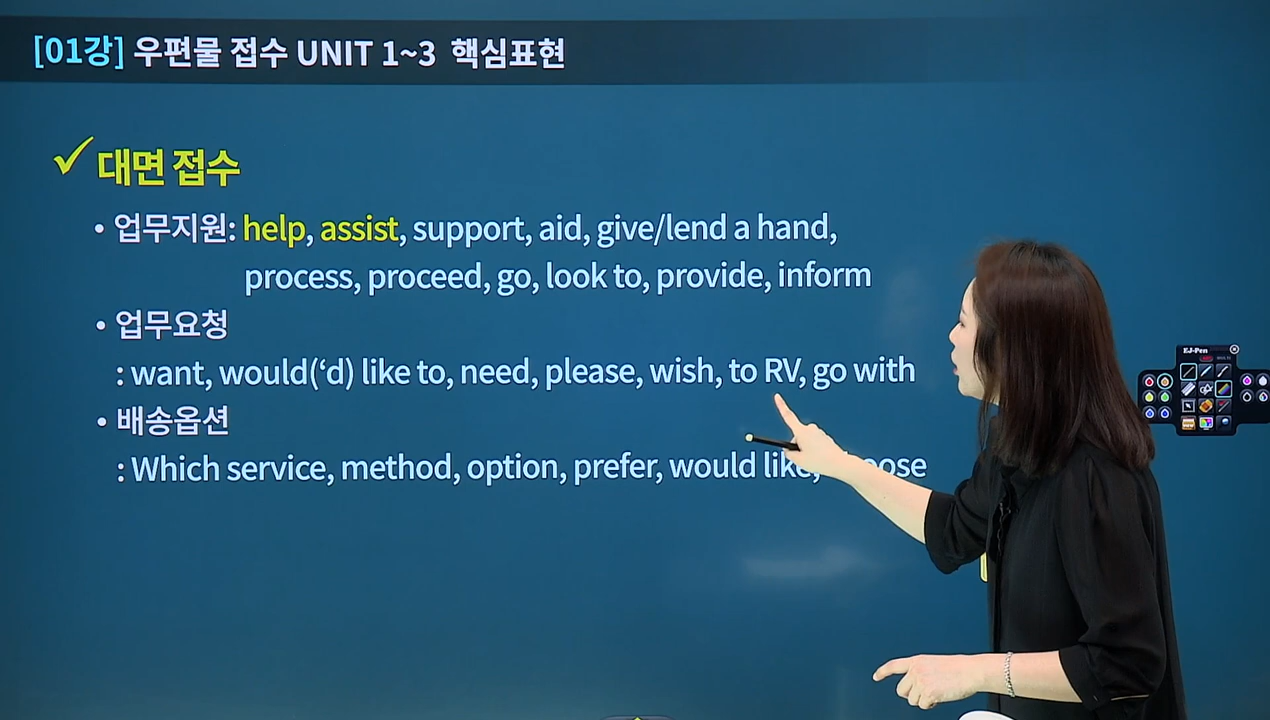 [01강] 우편물 접수 UNIT 1~3 핵심표현
✓ 대면 접수
• 업무지원: help, assist, support, aid, give/lend a hand,
process, proceed, go, look to, provide, inform
• 업무요청
: want, would(‘d) like to, need, please, wish, to RV, go with
• 배송옵션
: Which service, method, option, prefer, would like,
EJ-Pen